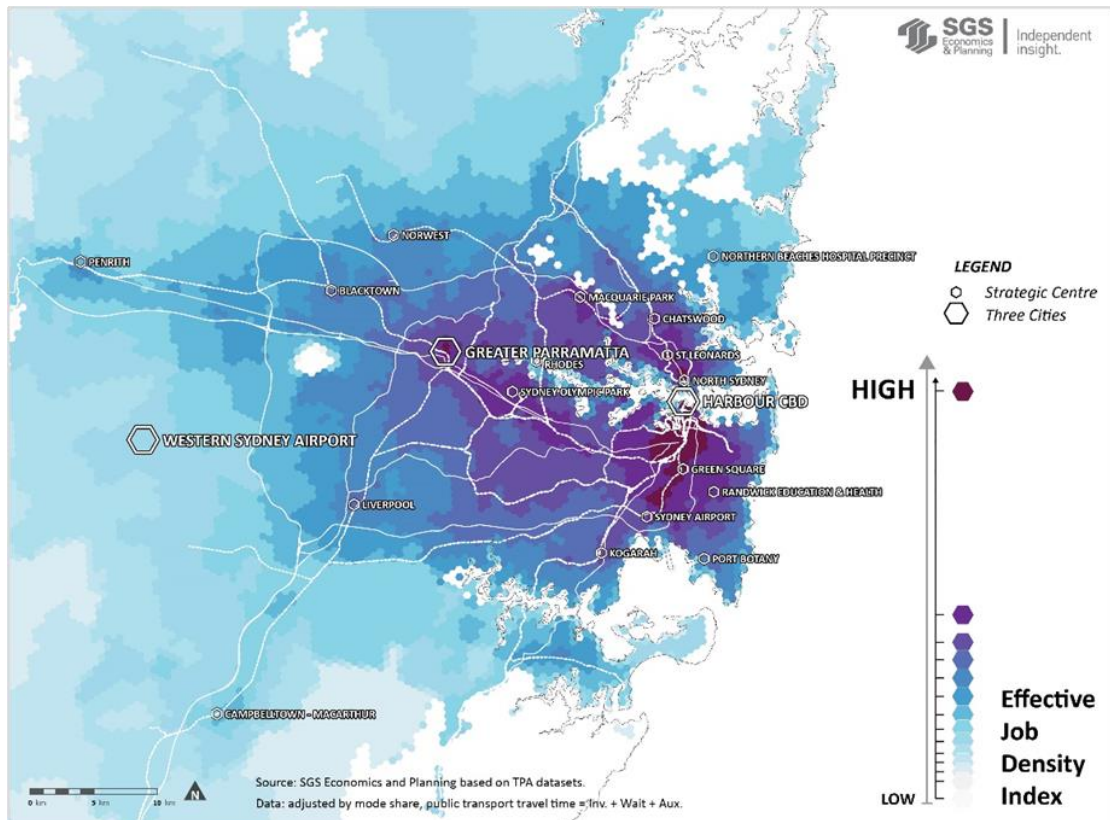 SGS
Economics
& Planning
Independent
insight.
NORWEST
PENRITH
NORTHERN BEACHES HOSPITAL PRECINCT
BLACKTOWN
MACQUARIE PARK
CHATSWOOD
GREATER PARRAMATTA
ST LEONARDS
RHODES
NORTH SYDNEY
SYDNEY OLYMPIC PARK
HARBOUR CBD
WESTERN SYDNEY AIRPORT
GREEN SQUARE
RANDWICK EDUCATION & HEALTH
LIVERPOOL
SYDNEY AIRPORT
KOGARAH
PORT BOTANY
CAMPBELLTOWN - MACARTHUR
LEGEND
Strategic Centre
Three Cities
HIGH
Effective
Job
Density
Index
LOW
0 km
5 km
10 km
N
Source: SGS Economics and Planning based on TPA datasets.
Data: adjusted by mode share, public transport travel time = Inv. + Wait + Aux.